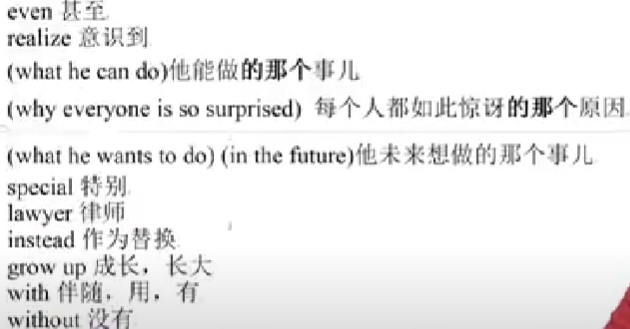 even 甚至
realize 意识到
(what he can do)他能做的那个事儿
(why everyone is so surprised) 每个人都如此惊讶的那个原因
(what he wants to do) (in the future)他未来想做的那个事儿
special 特别
lawyer 律师
instead 作为替换
grow up 成长，长大
with 伴随，用，有
without 没有